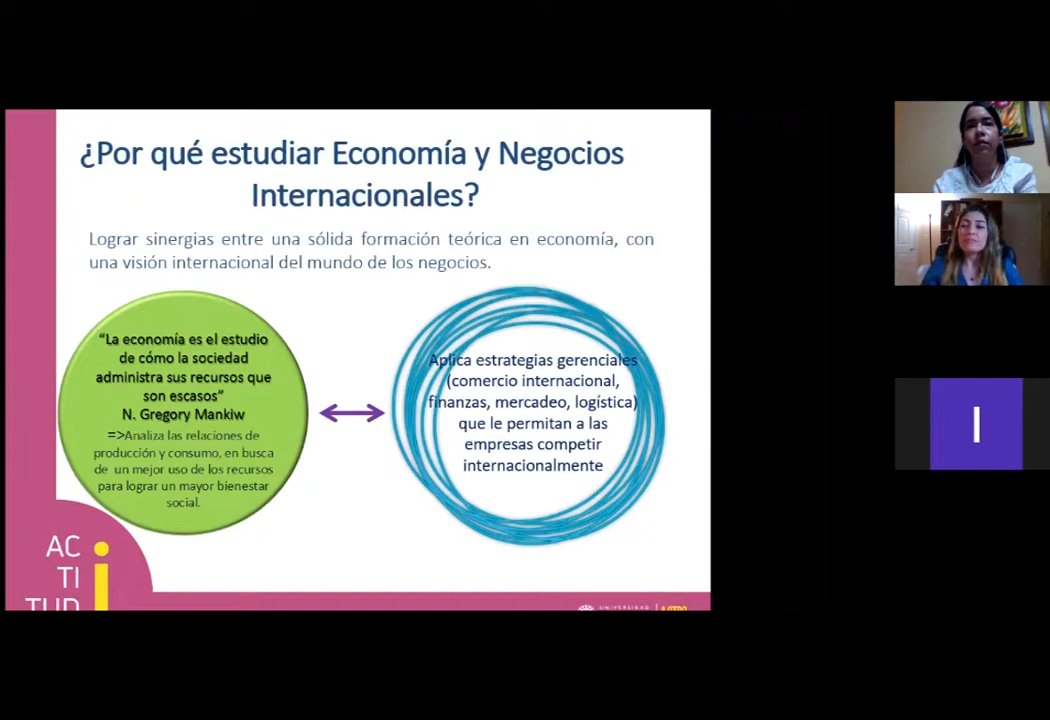 ¿Por qué estudiar Economía y Negocios
Internacionales?
Lograr sinergias entre una sólida formación teórica en economía, con
una visión internacional del mundo de los negocios.
“La economía es el estudio
de cómo la sociedad
administra sus recursos que
son escasos”
N. Gregory Mankiw
=>Analiza las relaciones de
producción y consumo, en busca
de un mejor uso de los recursos
para lograr un mayor bienestar
social.
Aplica estrategias gerenciales
(comercio internacional,
finanzas, mercadeo, logística)
que le permitan a las
empresas competir
internacionalmente
AC
TI
TUD
i
UNIVERSIDAD
I